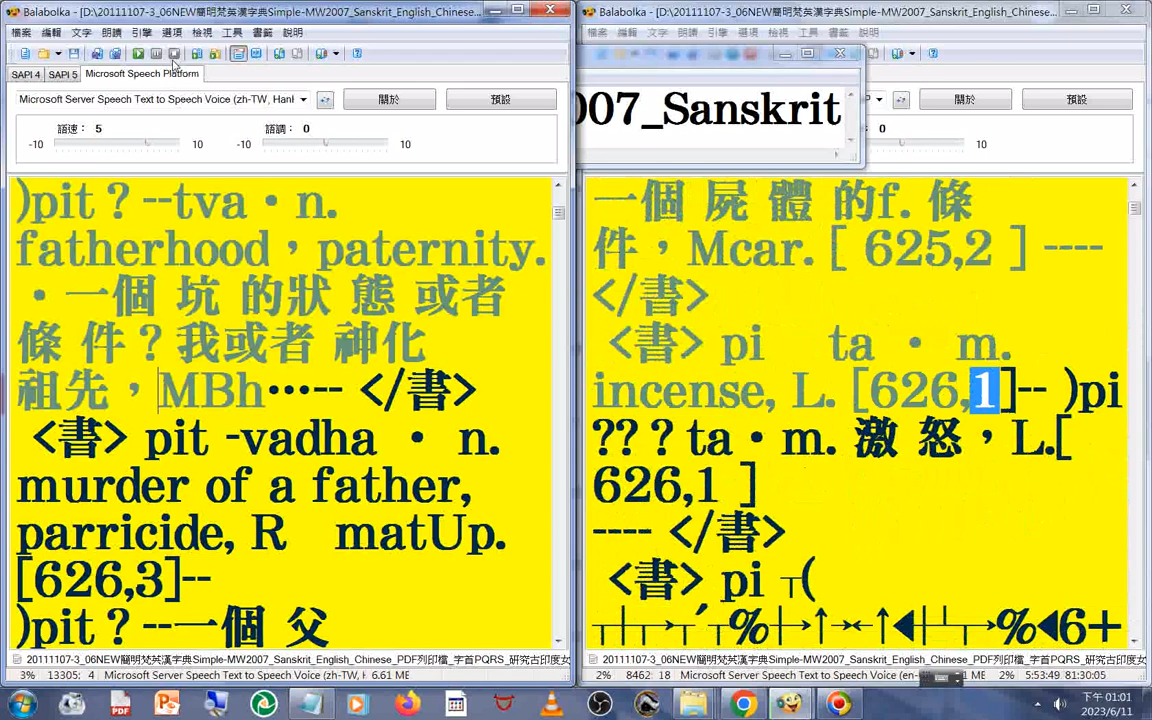 Balabolka - [D:\20111107-3_06NEW簡明梵英漢字典Simple-MW2007_Sanskrit_English_Chinese...
檔案 編輯 文字 朗讀 引擎 選項 檢視 工具 書籤 說明
SAPI 4 SAPI 5 Microsoft Speech Platform
Microsoft Server Speech Text to Speech Voice (zh-TW, HanH 關於 預設
語速： 5 語調： 0
-10 10 -10 10
)pit？--tva‧n.
fatherhood，paternity.
‧一個 坑 的狀 態 或者
條 件？我或者 神化
祖先，MBh…-- </書>
<書> pit -vadha ‧ n.
murder of a father,
parricide, R matUp.
[626,3]--
)pit？--一個 父
20111107-3_06NEW簡明梵英漢字典Simple-MW2007_Sanskrit_English_Chinese_PDF列印檔_字首PQRS_研究古印度女
3% 13305: 4 Microsoft Server Speech Text to Speech Voice (zh-TW, H 6.61 ME
Balabolka - [D:\20111107-3_06NEW簡明梵英漢字典Simple-MW2007_Sanskrit_English_Chinese...
檔案 編輯 文字 朗讀 引擎 選項 檢視 工具 書籤 說明
007_Sanskrit
關於 預設
0
10
一個 屍 體 的f. 條
件，Mcar. [ 625,2 ] ----
</書>
<書> pi ta ‧ m.
incense, L. [626,1]-- )pi
??？ta‧m. 激 怒，L.[
626,1 ]
---- </書>
<書> pi ┬(
┬┼┬→┬ˊ┬%├→↑→←↑◀┼┴┬→%◀6+
20111107-3_06NEW簡明梵英漢字典Simple-MW2007_Sanskrit_English_Chinese_PDF列印檔_字首PQRS_研究古印度女
2% 8462: 18 Microsoft Server Speech Text to Speech Voice (en- 2% 5:53:49 81:30:05
下午 01:01
2023/6/11